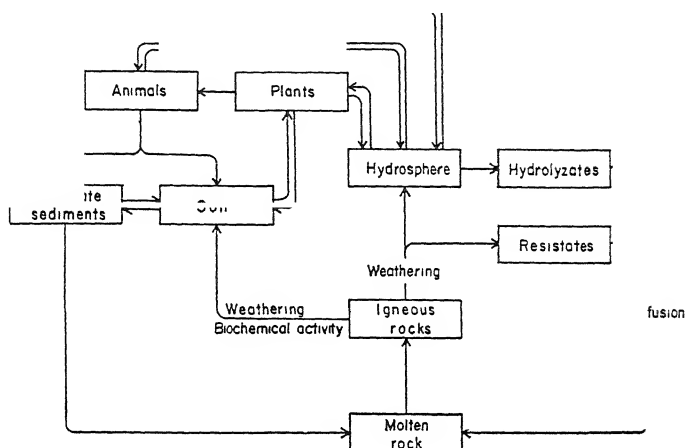 Animals
Plants
Hydrosphere
Hydrolyzates
sediments
Resistates
Weathering
Weathering
Biochemical activity
Igneous
rocks
fusion
Molten
rock